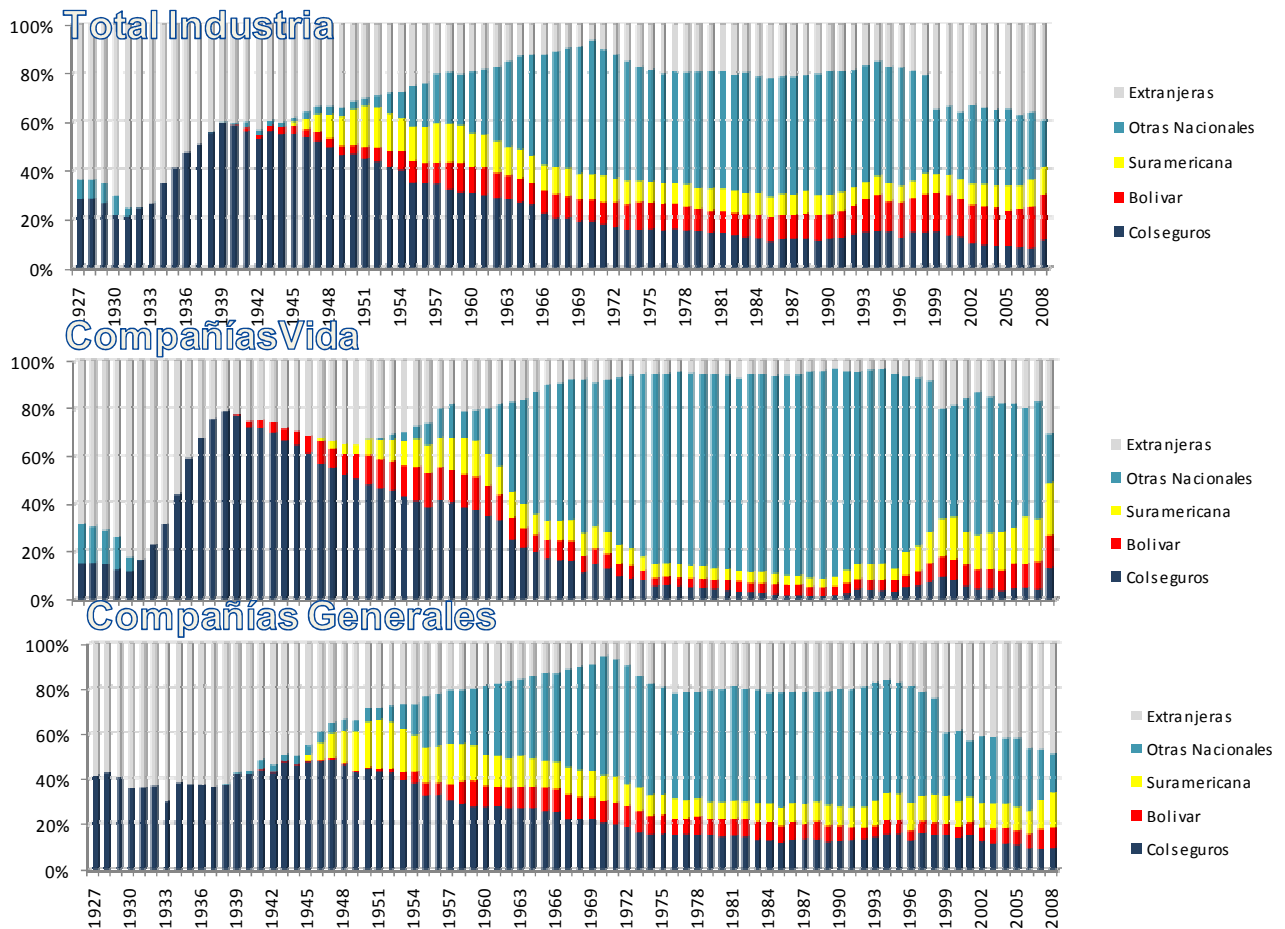 Total Industria
100%
80%
60%
40%
20%
0%
1927 1930 1933 1936 1939 1942 1945 1948 1951 1954 1957 1960 1963 1966 1969 1972 1975 1978 1981 1984 1987 1990 1993 1996 1999 2002 2005 2008
Extranjeras
Otras Nacionales
Suramericana
Bolivar
Colseguros
Compañías Vida
100%
80%
60%
40%
20%
0%
Extranjeras
Otras Nacionales
Suramericana
Bolivar
Colseguros
Compañías Generales
100%
80%
60%
40%
20%
0%
1927 1930 1933 1936 1939 1942 1945 1948 1951 1954 1957 1960 1963 1966 1969 1972 1975 1978 1981 1984 1987 1990 1993 1996 1999 2002 2005 2008
Extranjeras
Otras Nacionales
Suramericana
Bolivar
Colseguros